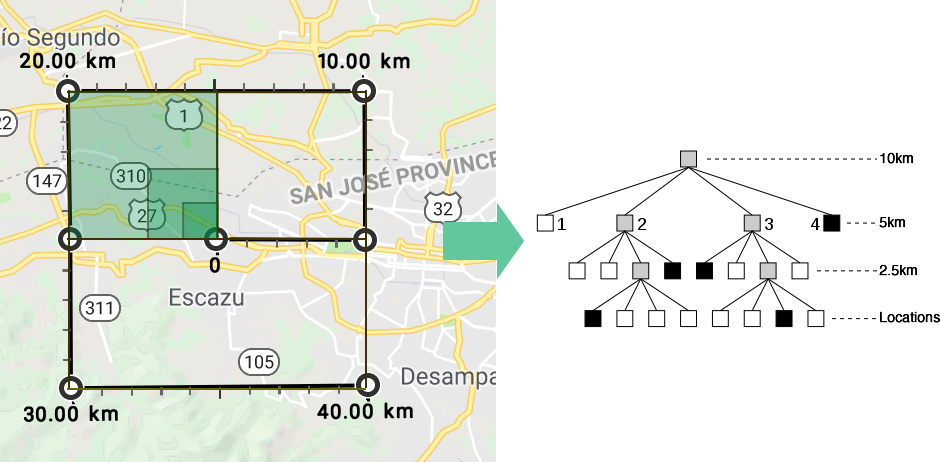 ío Segundo
20.00 km
10.00 km
1
22
147
310
SAN JOSÉ PROVINCE
27
32
0
Escazu
311
105
Desampa
30.00 km
40.00 km
10km
1
2
3
4
5km
2.5km
Locations